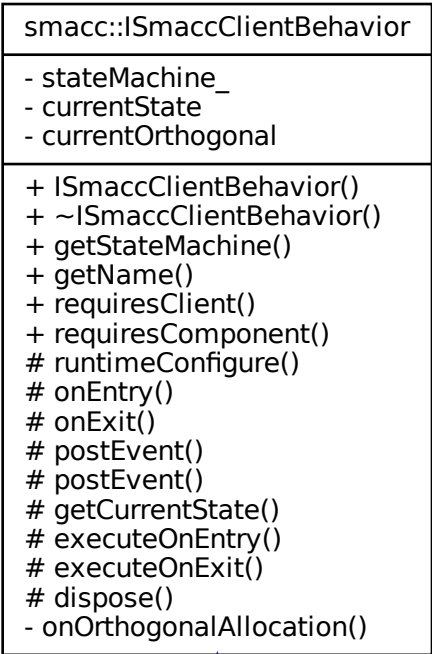 smacc::ISmaccClientBehavior
- stateMachine_
- currentState
- currentOrthogonal
+ ISmaccClientBehavior()
+ ~ISmaccClientBehavior()
+ getStateMachine()
+ getName()
+ requiresClient()
+ requiresComponent()
# runtimeConfigure()
# onEntry()
# onExit()
# postEvent()
# postEvent()
# getCurrentState()
# executeOnEntry()
# executeOnExit()
# dispose()
- onOrthogonalAllocation()